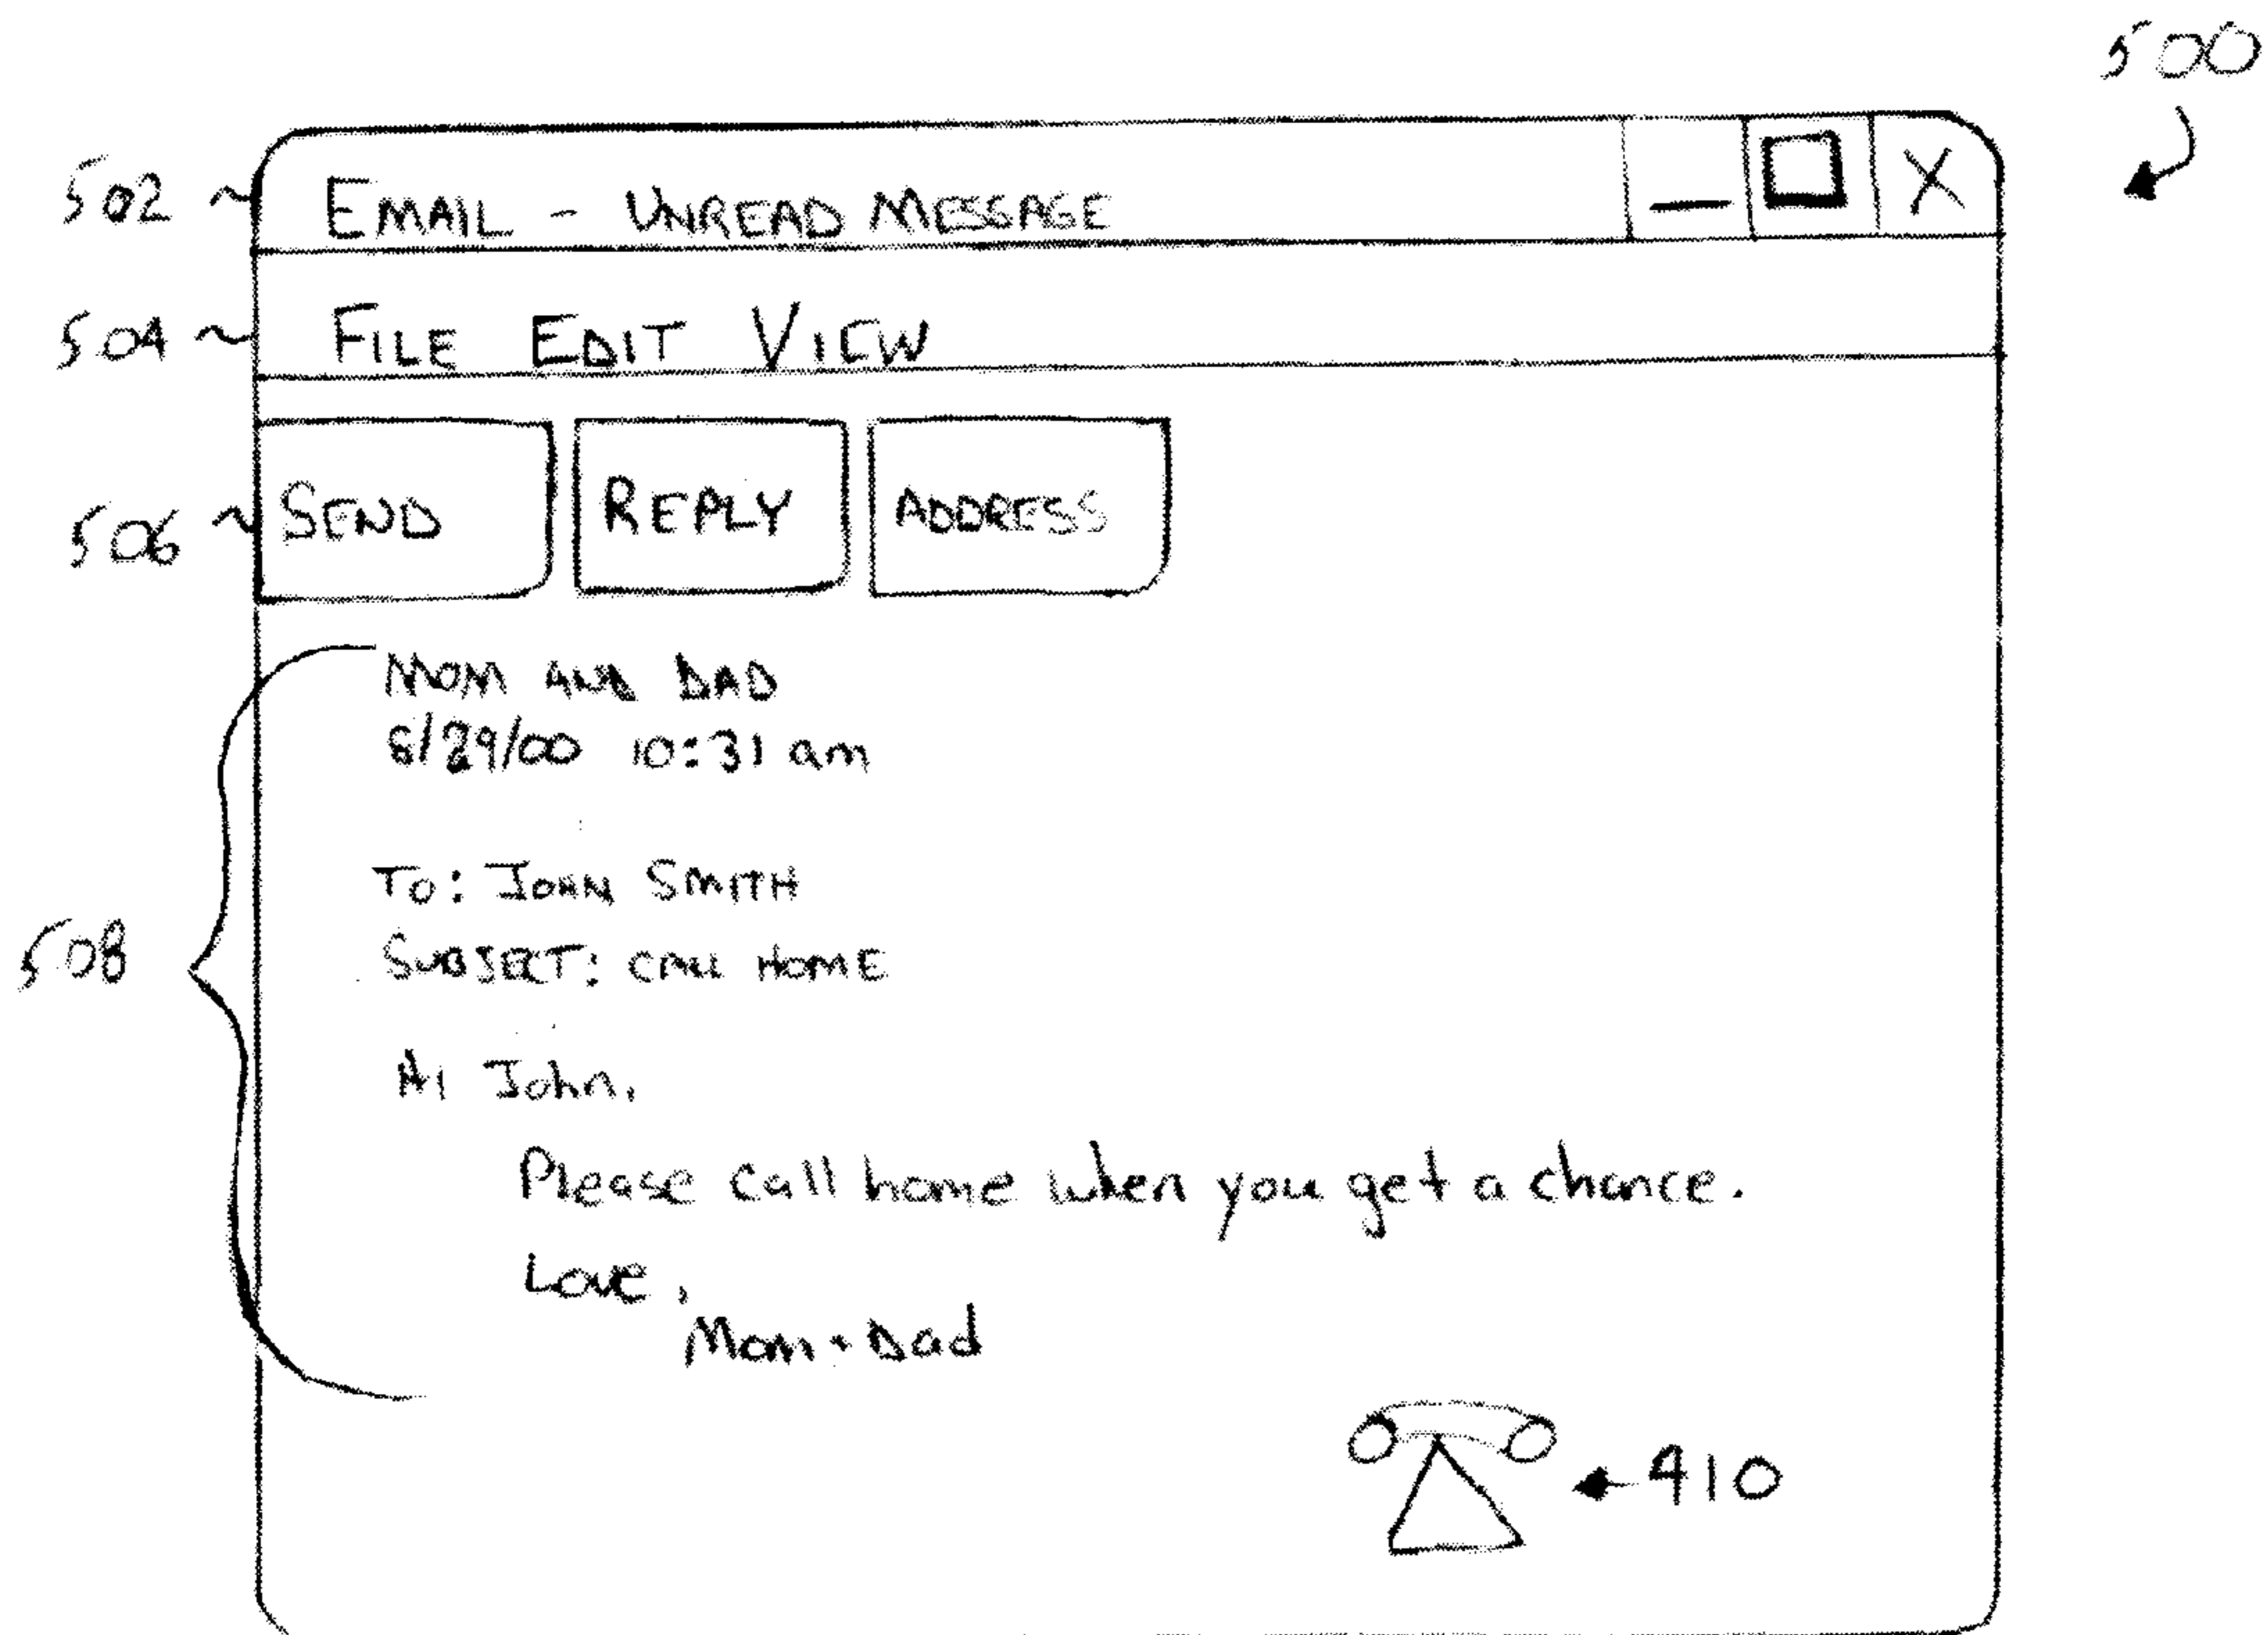 500
502 EMAIL - UNREAD MESSAGE X
504 FILE EDIT VIEW
506 SEND REPLY ADDRESS
MOM AND DAD
8/29/00 10:31 am
TO: JOHN SMITH
508
SUBJECT: CALL HOME
Hi John,
Please call home when you get a chance.
Love,
Mom + Dad
410